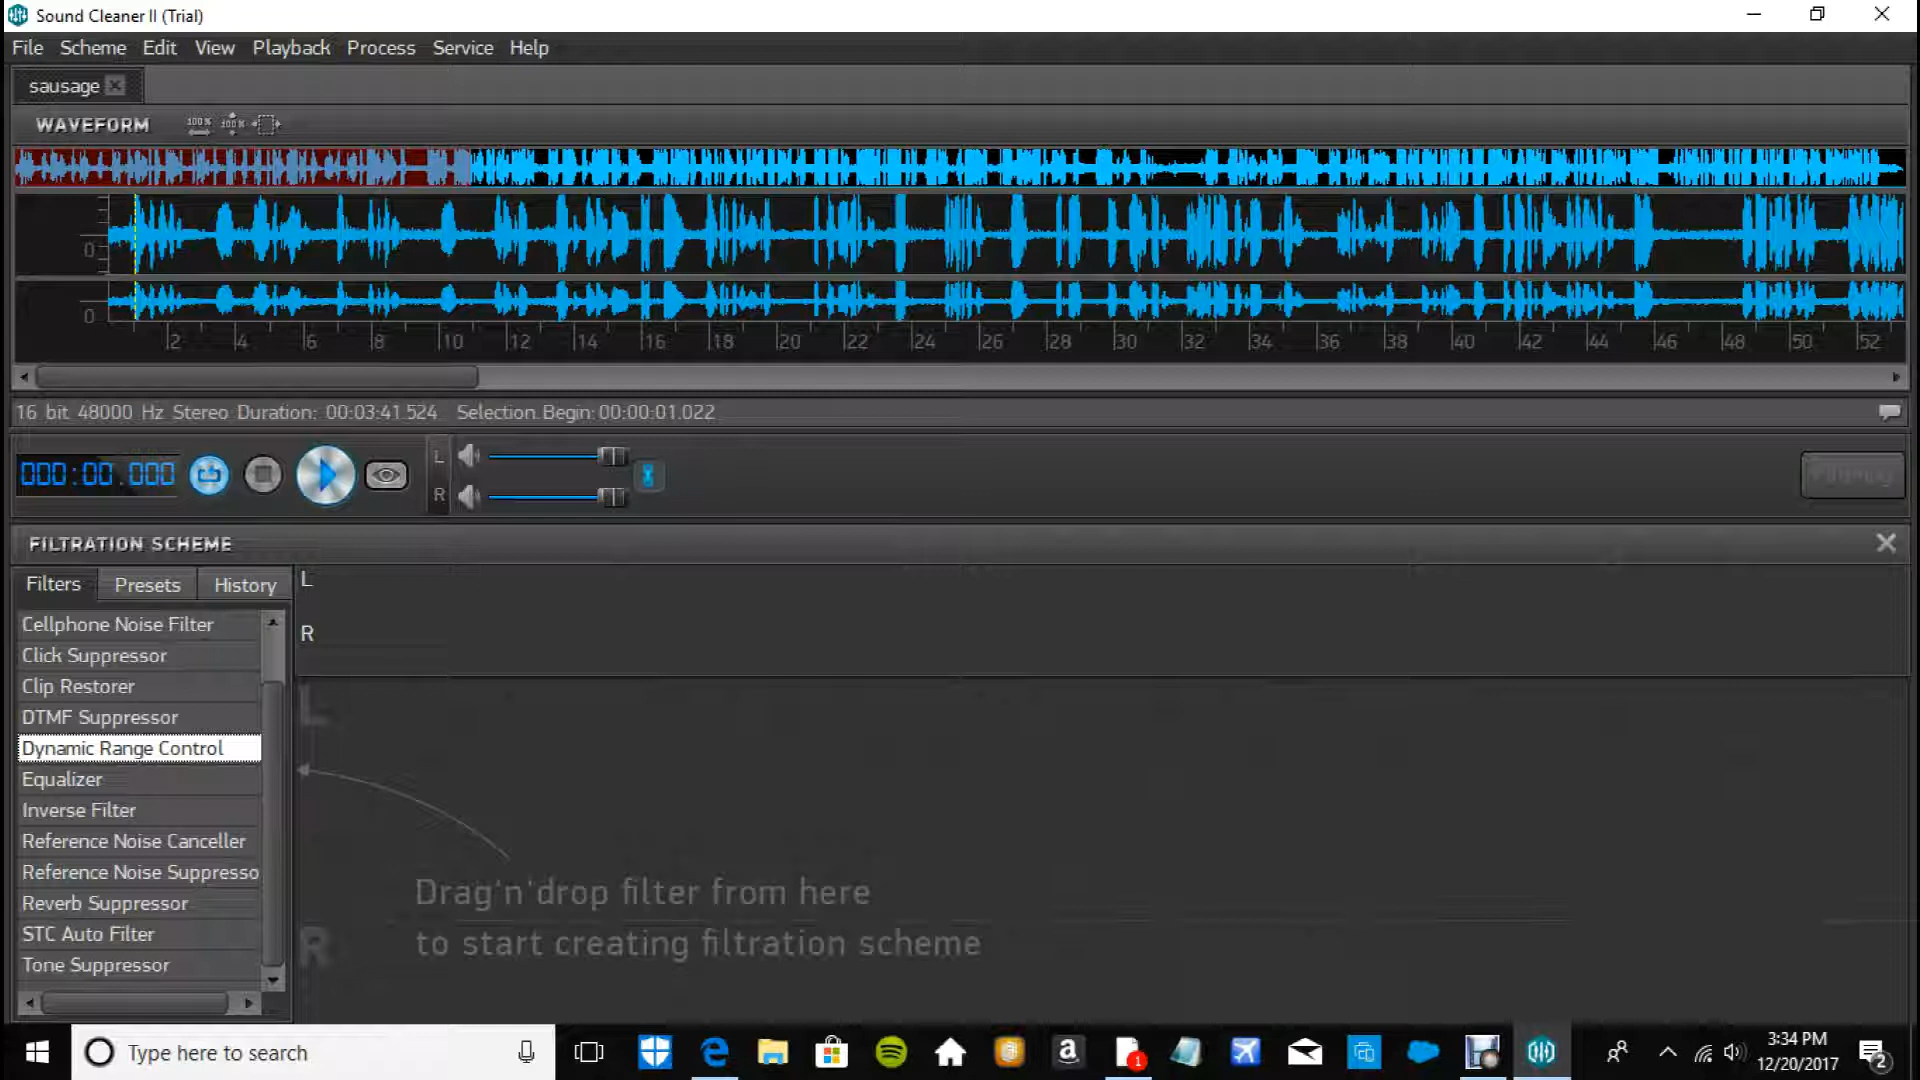 Sound Cleaner II (Trial)
File Scheme Edit View Playback Process Service Help
sausage
WAVEFORM 100% 100%
0
0
2 4 6 8 10 12 14 16 18 20 22 24 26 28 30 32 34 36 38 40 42 44 46 48 50 52
16 bit 48000 Hz Stereo Duration: 00:03:41.524 Selection. Begin: 00:00:01.022
000:00.000
L
R
FILTRATION SCHEME
Filters Presets History
L
R
Cellphone Noise Filter
Click Suppressor
Clip Restorer
DTMF Suppressor
Dynamic Range Control
Equalizer
Inverse Filter
Reference Noise Canceller
Reference Noise Suppresso
Reverb Suppressor
STC Auto Filter
Tone Suppressor
L
R
Drag'n'drop filter from here
to start creating filtration scheme
Type here to search
a
1
3:34 PM
12/20/2017
2